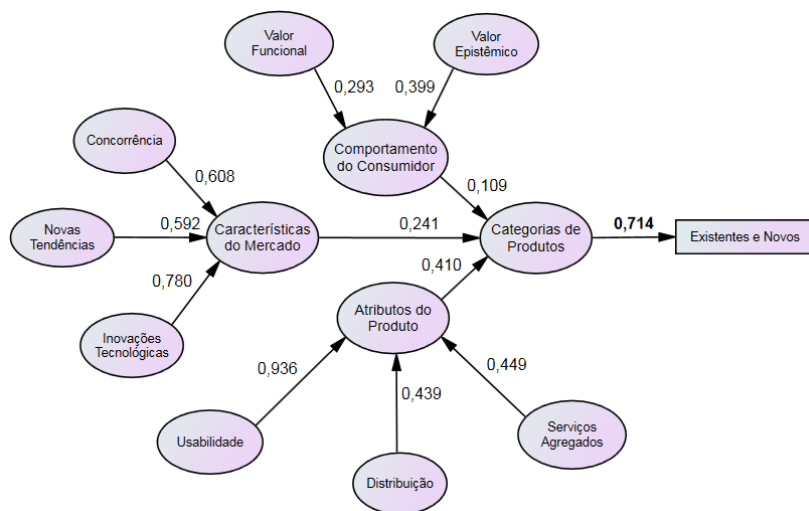 Valor
Funcional
Valor
Epistêmico
0,293
0,399
Concorrência
Comportamento
do Consumidor
0,608
0,109
Novas
Tendências
0,592
Características
do Mercado
0,241
Categorias de
Produtos
0,714
Existentes e Novos
0,780
0,410
Inovações
Tecnológicas
Atributos do
Produto
0,936
0,439
0,449
Usabilidade
Serviços
Agregados
Distribuição